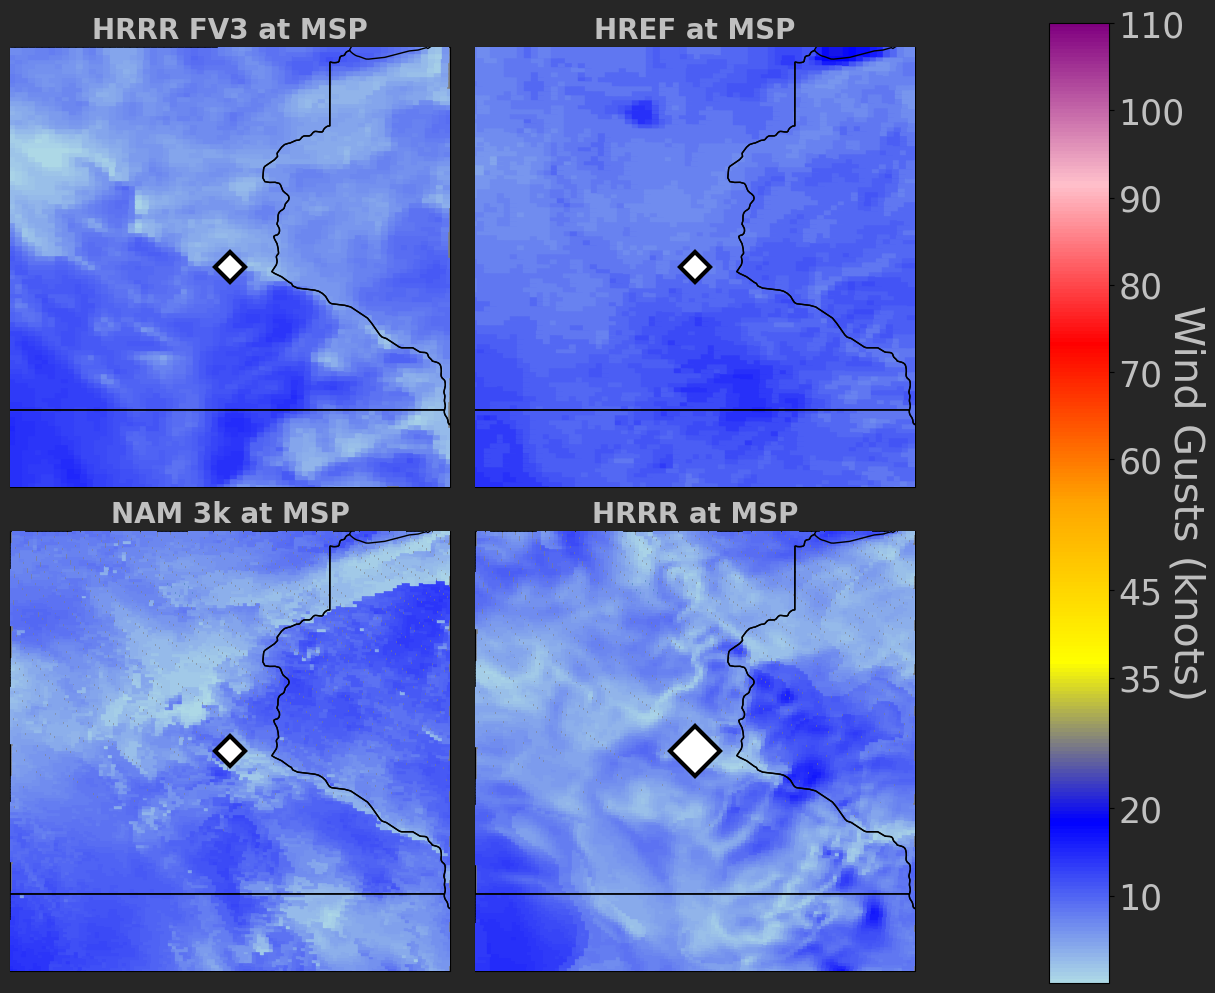 HRRR FV3 at MSP
HREF at MSP
NAM 3k at MSP
HRRR at MSP
110
100
90
80
70
60
45
35
20
10
Wind Gusts (knots)